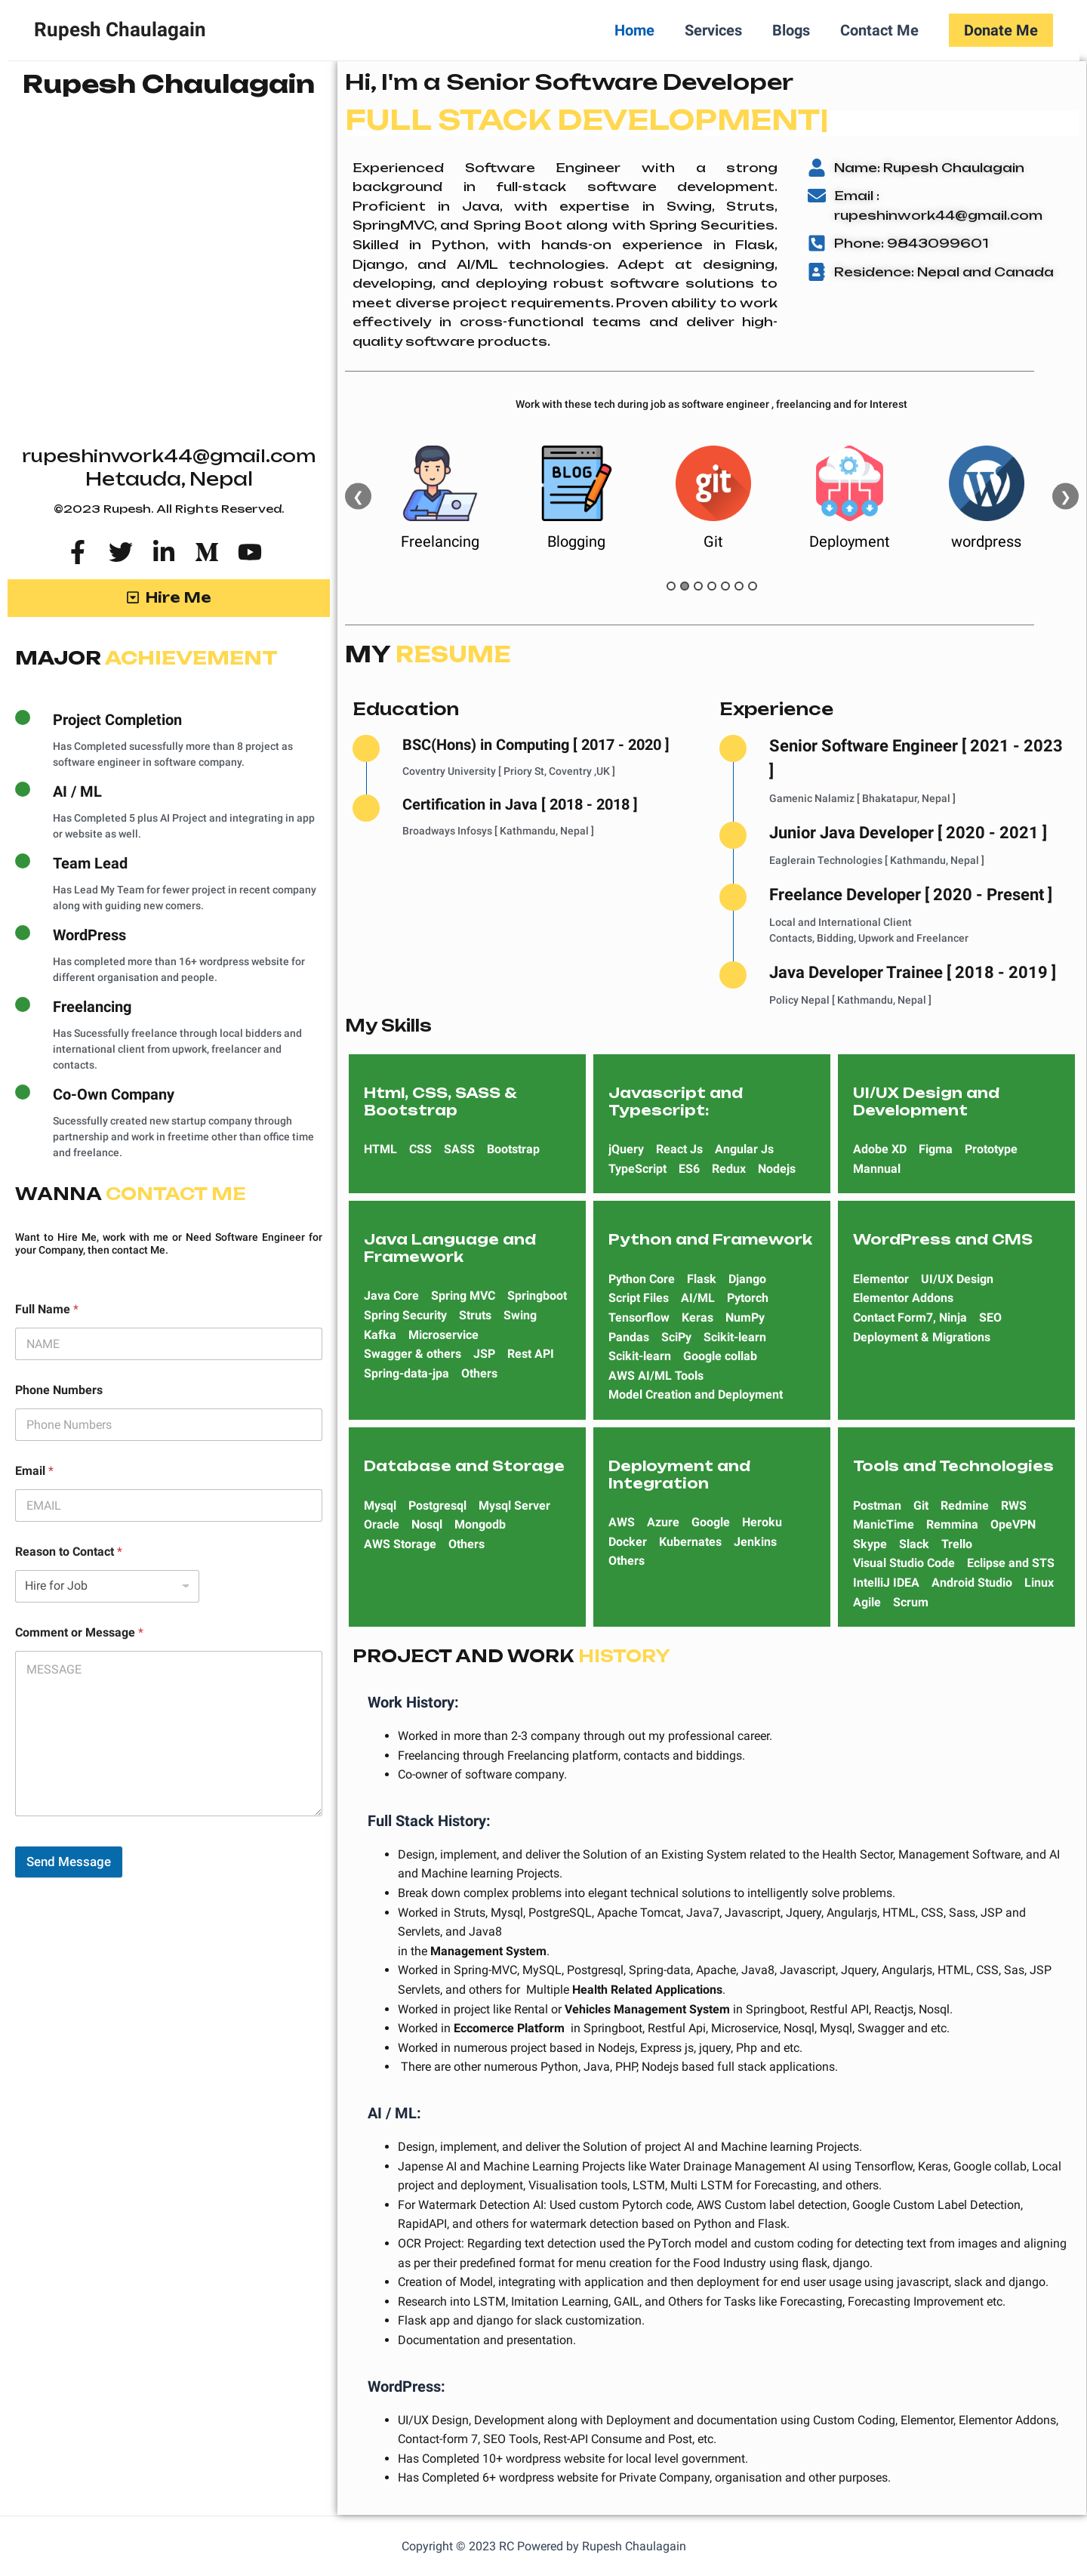 Rupesh Chaulagain
Home Services Blogs Contact Me Donate Me
Rupesh Chaulagain
rupeshinwork44@gmail.com
Hetauda, Nepal
©2023 Rupesh. All Rights Reserved.
Hire Me
MAJOR ACHIEVEMENT
Project Completion
Has Completed sucessfully more than 8 project as
software engineer in software company.
AI / ML
Has Completed 5 plus AI Project and integrating in app
or website as well.
Team Lead
Has Lead My Team for fewer project in recent company
along with guiding new comers.
WordPress
Has completed more than 16+ wordpress website for
different organisation and people.
Freelancing
Has Sucessfully freelance through local bidders and
international client from upwork, freelancer and
contacts.
Co-Own Company
Sucessfully created new startup company through
partnership and work in freetime other than office time
and freelance.
WANNA CONTACT ME
Want to Hire Me, work with me or Need Software Engineer for
your Company, then contact Me.
Full Name *
NAME
Phone Numbers
Phone Numbers
Email *
EMAIL
Reason to Contact *
Hire for Job
Comment or Message *
MESSAGE
Send Message
Hi, I'm a Senior Software Developer
FULL STACK DEVELOPMENT|
Experienced Software Engineer with a strong
background in full-stack software development.
Proficient in Java, with expertise in Swing, Struts,
SpringMVC, and Spring Boot along with Spring Securities.
Skilled in Python, with hands-on experience in Flask,
Django, and AI/ML technologies. Adept at designing,
developing, and deploying robust software solutions to
meet diverse project requirements. Proven ability to work
effectively in cross-functional teams and deliver high-
quality software products.
Name: Rupesh Chaulagain
Email :
rupeshinwork44@gmail.com
Phone: 9843099601
Residence: Nepal and Canada
Work with these tech during job as software engineer , freelancing and for Interest
BLOG
git
Freelancing Blogging Git Deployment wordpress
MY RESUME
Education
BSC(Hons) in Computing [ 2017 - 2020 ]
Coventry University [ Priory St, Coventry ,UK ]
Certification in Java [ 2018 - 2018 ]
Broadways Infosys [ Kathmandu, Nepal ]
Experience
Senior Software Engineer [ 2021 - 2023
]
Gamenic Nalamiz [ Bhakatapur, Nepal ]
Junior Java Developer [ 2020 - 2021 ]
Eaglerain Technologies [ Kathmandu, Nepal ]
Freelance Developer [ 2020 - Present ]
Local and International Client
Contacts, Bidding, Upwork and Freelancer
Java Developer Trainee [ 2018 - 2019 ]
Policy Nepal [ Kathmandu, Nepal ]
My Skills
Html, CSS, SASS &
Bootstrap
HTML CSS SASS Bootstrap
Javascript and
Typescript:
jQuery React Js Angular Js
TypeScript ES6 Redux Nodejs
UI/UX Design and
Development
Adobe XD Figma Prototype
Mannual
Java Language and
Framework
Java Core Spring MVC Springboot
Spring Security Struts Swing
Kafka Microservice
Swagger & others JSP Rest API
Spring-data-jpa Others
Python and Framework
Python Core Flask Django
Script Files AI/ML Pytorch
Tensorflow Keras NumPy
Pandas SciPy Scikit-learn
Scikit-learn Google collab
AWS AI/ML Tools
Model Creation and Deployment
WordPress and CMS
Elementor UI/UX Design
Elementor Addons
Contact Form7, Ninja SEO
Deployment & Migrations
Database and Storage
Mysql Postgresql Mysql Server
Oracle Nosql Mongodb
AWS Storage Others
Deployment and
Integration
AWS Azure Google Heroku
Docker Kubernates Jenkins
Others
Tools and Technologies
Postman Git Redmine RWS
ManicTime Remmina OpeVPN
Skype Slack Trello
Visual Studio Code Eclipse and STS
IntelliJ IDEA Android Studio Linux
Agile Scrum
PROJECT AND WORK HISTORY
Work History:
• Worked in more than 2-3 company through out my professional career.
• Freelancing through Freelancing platform, contacts and biddings.
• Co-owner of software company.
Full Stack History:
• Design, implement, and deliver the Solution of an Existing System related to the Health Sector, Management Software, and AI
and Machine learning Projects.
• Break down complex problems into elegant technical solutions to intelligently solve problems.
• Worked in Struts, Mysql, PostgreSQL, Apache Tomcat, Java7, Javascript, Jquery, Angularjs, HTML, CSS, Sass, JSP and
Servlets, and Java8
in the Management System.
• Worked in Spring-MVC, MySQL, Postgresql, Spring-data, Apache, Java8, Javascript, Jquery, Angularjs, HTML, CSS, Sas, JSP
Servlets, and others for Multiple Health Related Applications.
• Worked in project like Rental or Vehicles Management System in Springboot, Restful API, Reactjs, Nosql.
• Worked in Eccomerce Platform in Springboot, Restful Api, Microservice, Nosql, Mysql, Swagger and etc.
• Worked in numerous project based in Nodejs, Express js, jquery, Php and etc.
• There are other numerous Python, Java, PHP, Nodejs based full stack applications.
AI / ML:
• Design, implement, and deliver the Solution of project AI and Machine learning Projects.
• Japense AI and Machine Learning Projects like Water Drainage Management AI using Tensorflow, Keras, Google collab, Local
project and deployment, Visualisation tools, LSTM, Multi LSTM for Forecasting, and others.
• For Watermark Detection AI: Used custom Pytorch code, AWS Custom label detection, Google Custom Label Detection,
RapidAPI, and others for watermark detection based on Python and Flask.
• OCR Project: Regarding text detection used the PyTorch model and custom coding for detecting text from images and aligning
as per their predefined format for menu creation for the Food Industry using flask, django.
• Creation of Model, integrating with application and then deployment for end user usage using javascript, slack and django.
• Research into LSTM, Imitation Learning, GAIL, and Others for Tasks like Forecasting, Forecasting Improvement etc.
• Flask app and django for slack customization.
• Documentation and presentation.
WordPress:
• UI/UX Design, Development along with Deployment and documentation using Custom Coding, Elementor, Elementor Addons,
Contact-form 7, SEO Tools, Rest-API Consume and Post, etc.
• Has Completed 10+ wordpress website for local level government.
• Has Completed 6+ wordpress website for Private Company, organisation and other purposes.
Copyright © 2023 RC Powered by Rupesh Chaulagain